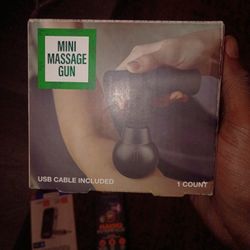 MINI
MASSAGE
GUN
USB CABLE INCLUDED
1 COUNT